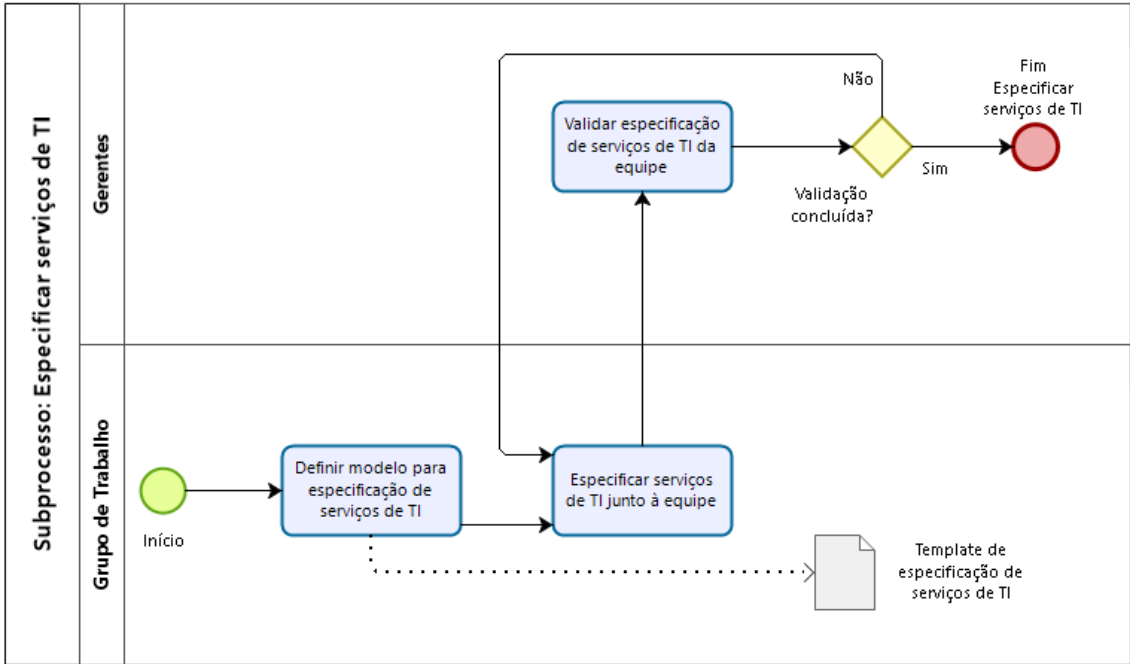 Subprocesso: Especificar serviços de TI
Gerentes
Não
Fim
Especificar
serviços de TI
Validar especificação
de serviços de TI da
equipe
Sim
Validação
concluída?
Grupo de Trabalho
Início
Definir modelo para
especificação de
serviços de TI
Especificar serviços
de TI junto à equipe
Template de
especificação de
serviços de TI